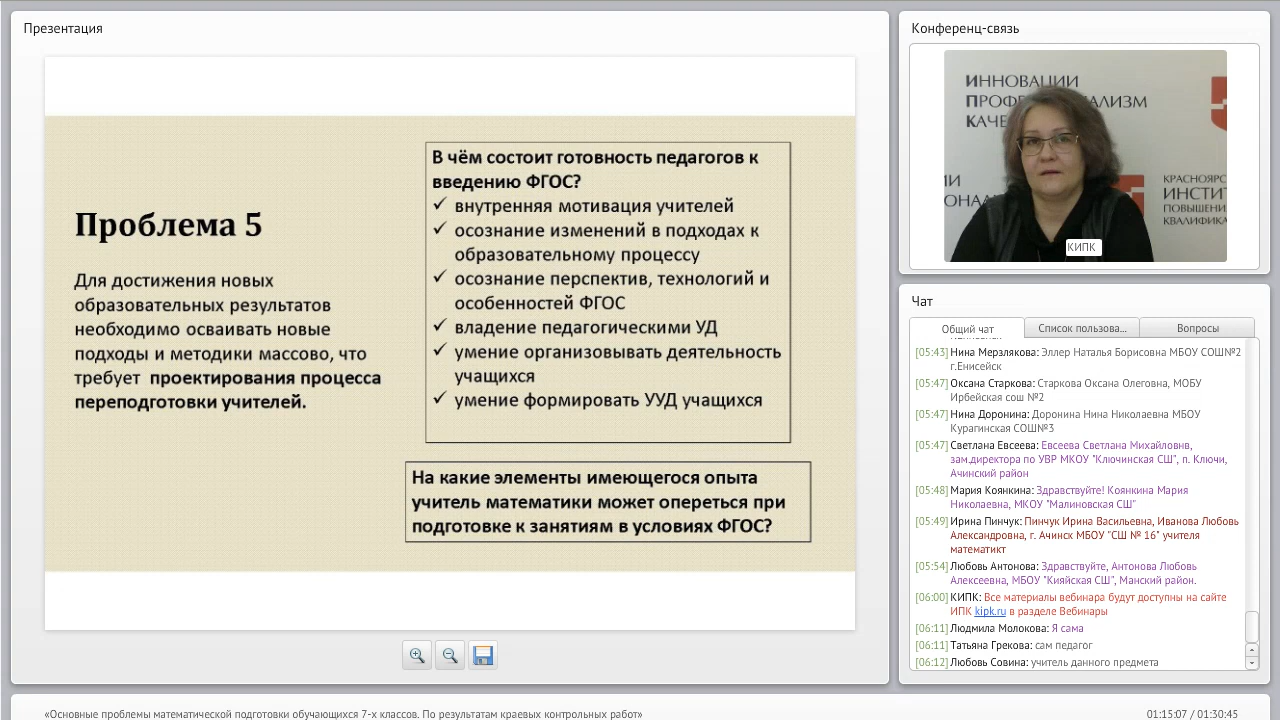 Презентация
Проблема 5
Для достижения новых
образовательных результатов
необходимо осваивать новые
подходы и методики массово, что
требует проектирования процесса
переподготовки учителей.
В чём состоит готовность педагогов к
введению ФГОС?
✓ внутренняя мотивация учителей
✓ осознание изменений в подходах к
образовательному процессу
✓ осознание перспектив, технологий и
особенностей ФГОС
✓ владение педагогическими УД
✓ умение организовывать деятельность
учащихся
✓ умение формировать УУД учащихся
На какие элементы имеющегося опыта
учитель математики может опереться при
подготовке к занятиям в условиях ФГОС?
Конференц-связь
ИННОВАЦИИ
КРАСНОЯРС
ИНСТИ
ПОВЫШЕНИ
КВАЛИФИКА
КИПК
Чат
Общий чат
Список пользова...
Вопросы
[05:43] Нина Мерзлякова: Эллер Наталья Борисовна МБОУ СОШ№2
г.Енисейск
[05:47] Оксана Старкова: Старкова Оксана Олеговна, МОБУ
Ирбейская сош №2
[05:47] Нина Доронина: Доронина Нина Николаевна МБОУ
Курагинская СОШ№3
[05:47] Светлана Евсеева: Евсеева Светлана Михайловнв,
зам.директора по УВР МКОУ "Ключинская СШ", п. Ключи,
Ачинский район
[05:48] Мария Коянкина: Здравствуйте! Коянкина Мария
Николаевна, МКОУ "Малиновская СШ"
[05:49] Ирина Пинчук: Пинчук Ирина Васильевна, Иванова Любовь
Александровна, г. Ачинск МБОУ "СШ № 16" учителя
математикт
[05:54] Любовь Антонова: Здравствуйте, Антонова Любовь
Алексеевна, МБОУ "Кияйская СШ", Манский район.
[06:00] КИПК: Все материалы вебинара будут доступны на сайте
ИПК kipk.ru в разделе Вебинары
[06:11] Людмила Молокова: Я сама
[06:11] Татьяна Грекова: сам педагог
[06:12] Любовь Совина: учитель данного предмета
«Основные проблемы математической подготовки обучающихся 7-х классов. По результатам краевых контрольных работ»
01:15:07 / 01:30:45